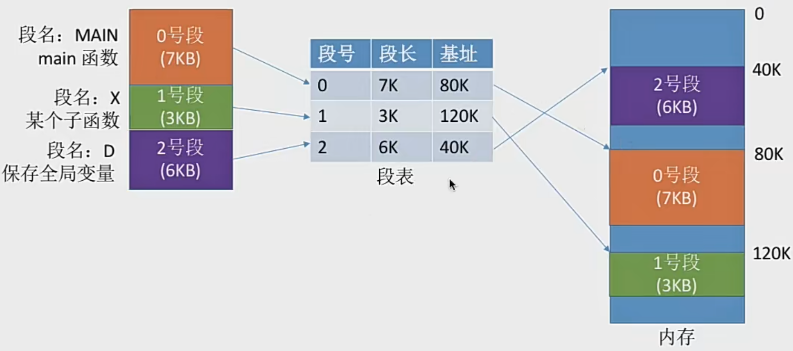 段名：MAIN
main 函数
0号段
(7KB)
段名：X
某个子函数
1号段
(3KB)
段名：D
保存全局变量
2号段
(6KB)
段号 段长 基址
0 7K 80K
1 3K 120K
2 6K 40K
段表
0
40K
2号段
(6KB)
80K
0号段
(7KB)
120K
1号段
(3KB)
内存